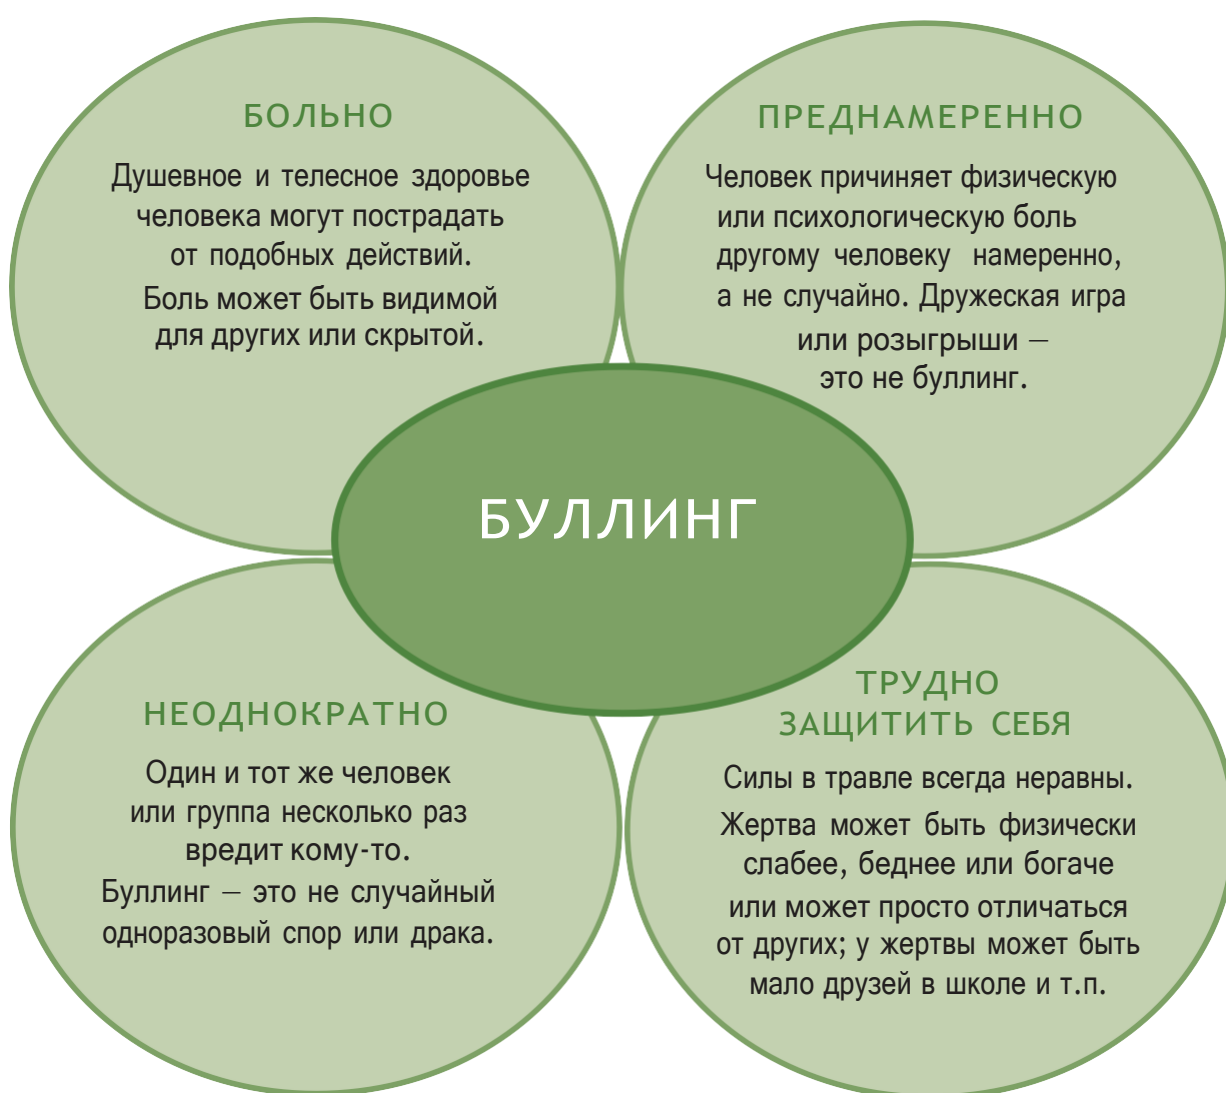 БОЛЬНО
Душевное и телесное здоровье
человека могут пострадать
от подобных действий.
Боль может быть видимой
для других или скрытой.
ПРЕДНАМЕРЕННО
Человек причиняет физическую
или психологическую боль
другому человеку намеренно,
а не случайно. Дружеская игра
или розыгрыши —
это не буллинг.
БУЛЛИНГ
НЕОДНОКРАТНО
Один и тот же человек
или группа несколько раз
вредит кому-то.
Буллинг — это не случайный
одноразовый спор или драка.
ТРУДНО
ЗАЩИТИТЬ СЕБЯ
Силы в травле всегда неравны.
Жертва может быть физически
слабее, беднее или богаче
или может просто отличаться
от других; у жертвы может быть
мало друзей в школе и т.п.